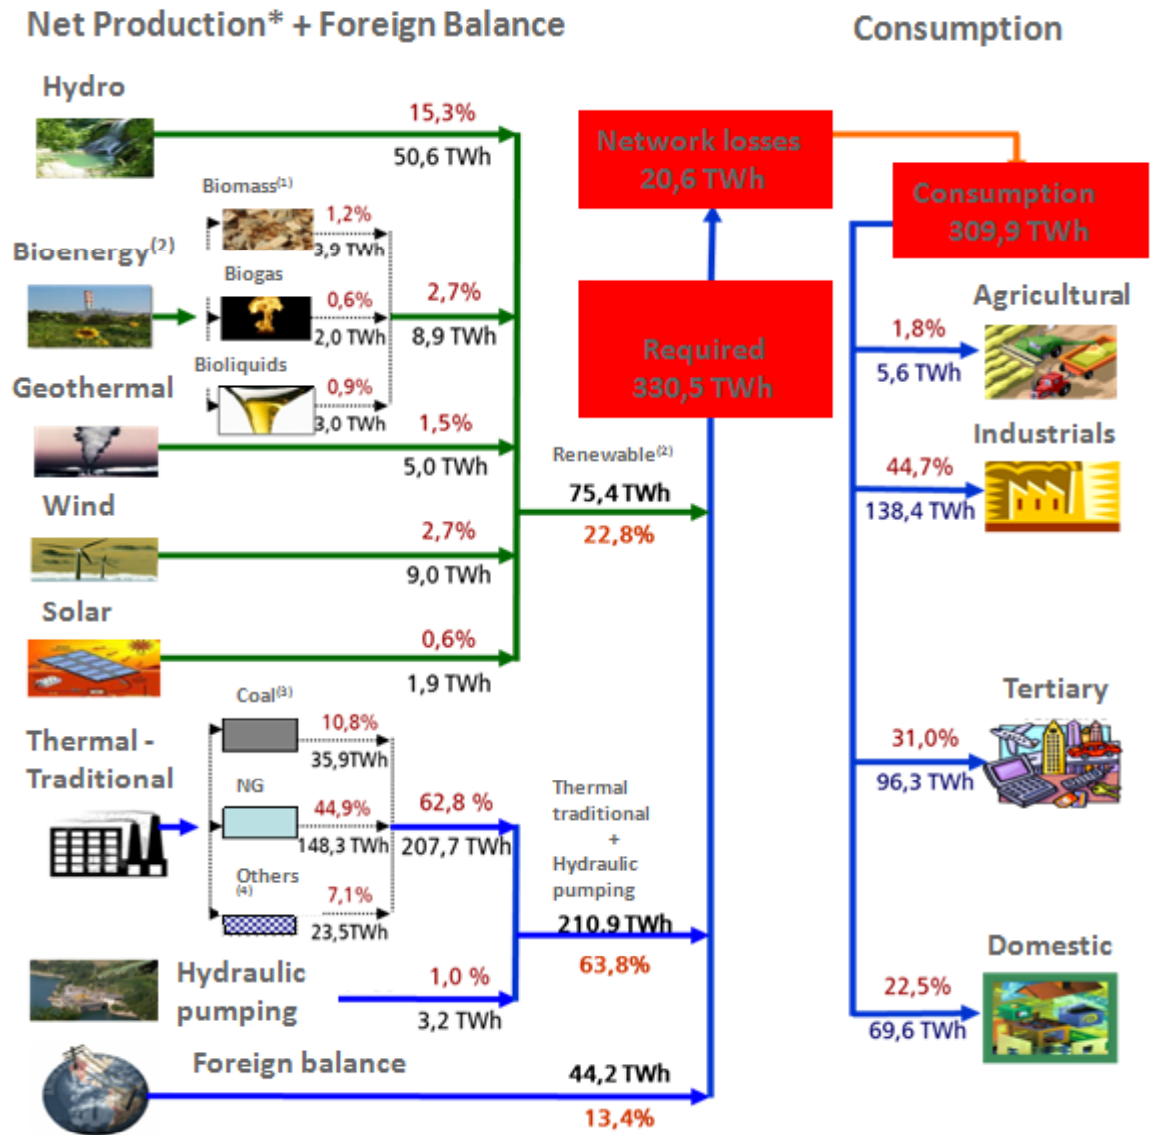 Net Production* + Foreign Balance
Consumption
Hydro
15,3%
50,6 TWh
Biomass(1)
1,2%
3,9 TWh
Bioenergy(2)
Biogas
0,6%
2,0 TWh
2,7%
8,9 TWh
Bioliquids
0,9%
3,0 TWh
Geothermal
1,5%
5,0 TWh
Wind
2,7%
9,0 TWh
Solar
0,6%
1,9 TWh
Renewable(2)
75,4 TWh
22,8%
Thermal -
Traditional
Coal(3)
10,8%
35,9TWh
NG
44,9%
148,3 TWh
Others
(4)
7,1%
23,5TWh
62,8 %
207,7 TWh
Hydraulic
pumping
1,0 %
3,2 TWh
Thermal
traditional
+
Hydraulic
pumping
210,9 TWh
63,8%
Foreign balance
44,2 TWh
13,4%
Network losses
20,6 TWh
Required
330,5 TWh
Consumption
309,9 TWh
Agricultural
1,8%
5,6 TWh
Industrials
44,7%
138,4 TWh
Tertiary
31,0%
96,3 TWh
Domestic
22,5%
69,6 TWh